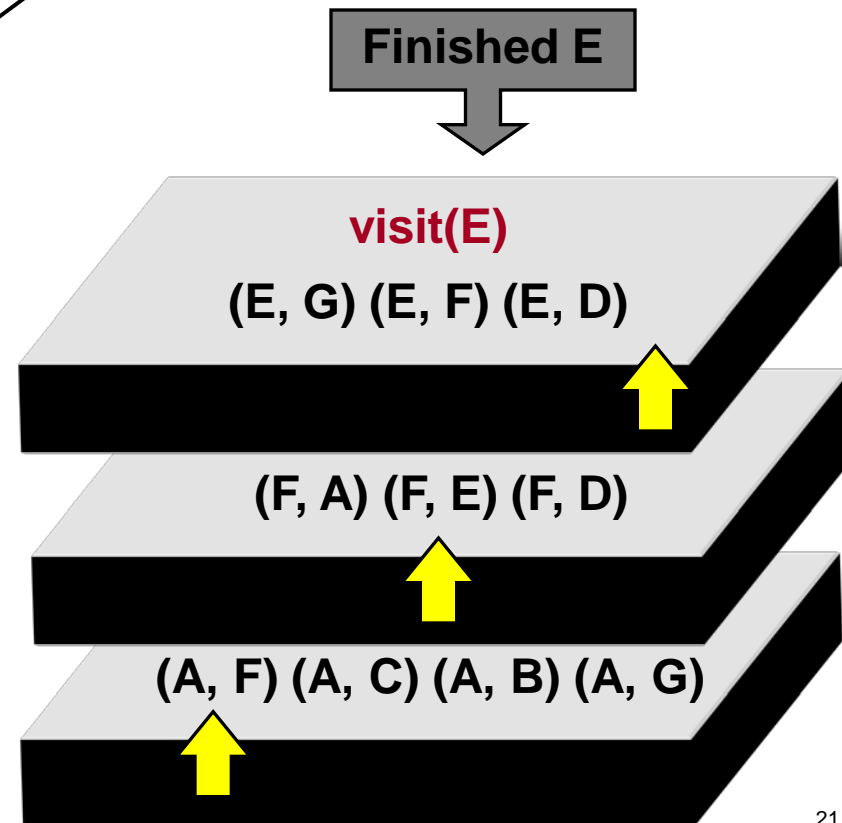 Finished E
visit(E)
(E, G) (E, F) (E, D)
(F, A) (F, E) (F, D)
(A, F) (A, C) (A, B) (A, G)
21